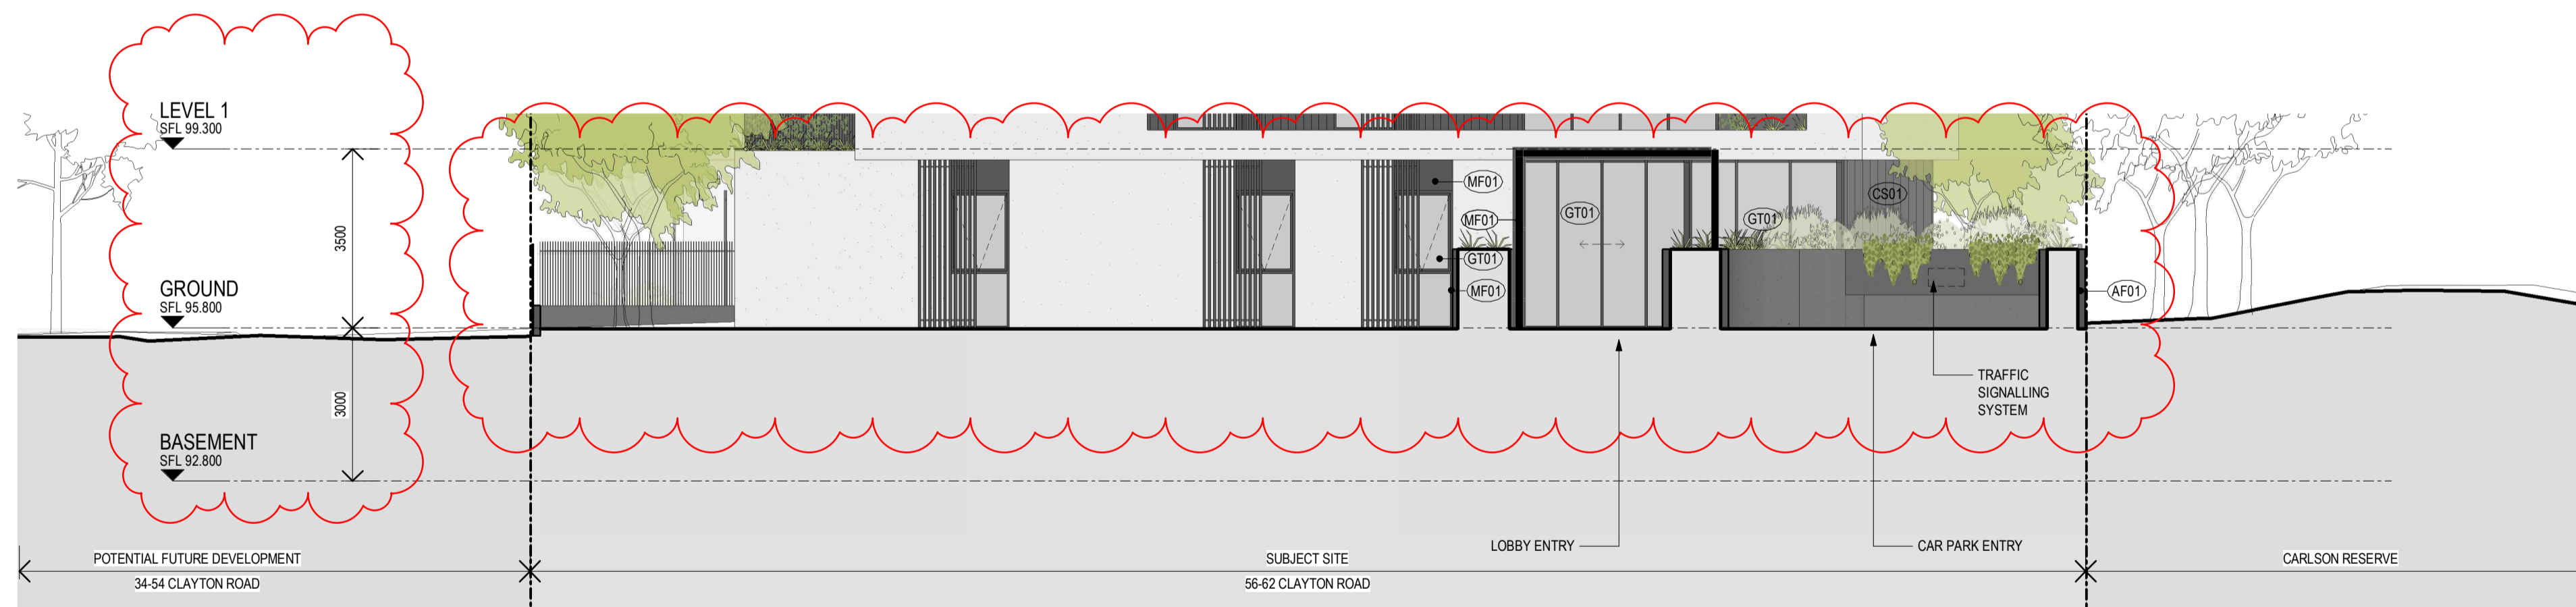 LEVEL 1
SFL 99.300
3500
GROUND
SFL 95.800
3000
BASEMENT
SFL 92.800
MF01
MF01
GT01
MF01
GT01
GT01
CS01
AF01
TRAFFIC
SIGNALLING
SYSTEM
LOBBY ENTRY
CAR PARK ENTRY
POTENTIAL FUTURE DEVELOPMENT
34-54 CLAYTON ROAD
SUBJECT SITE
56-62 CLAYTON ROAD
CARLSON RESERVE